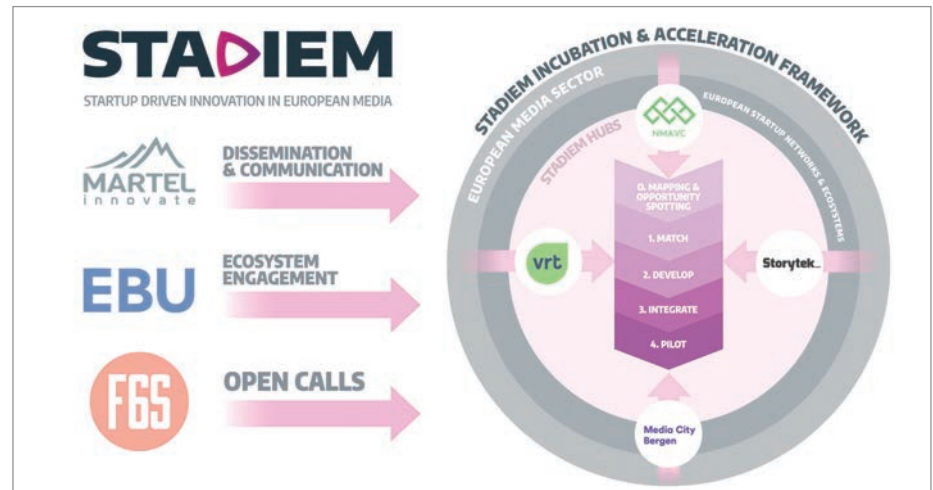 STADIEM
STARTUP DRIVEN INNOVATION IN EUROPEAN MEDIA
MARTEL
innovate
DISSEMINATION
& COMMUNICATION
EBU
ECOSYSTEM
ENGAGEMENT
F6S
OPEN CALLS
STADIEM INCUBATION & ACCELERATION FRAMEWORK
EUROPEAN MEDIA SECTOR
EUROPEAN STARTUP NETWORKS & ECOSYSTEMS
STADIEM HUBS
NMAVC
0. MAPPING &
OPPORTUNITY
SPOTTING
1. MATCH
vrt
2. DEVELOP
Storytek
3. INTEGRATE
4. PILOT
Media City
Bergen